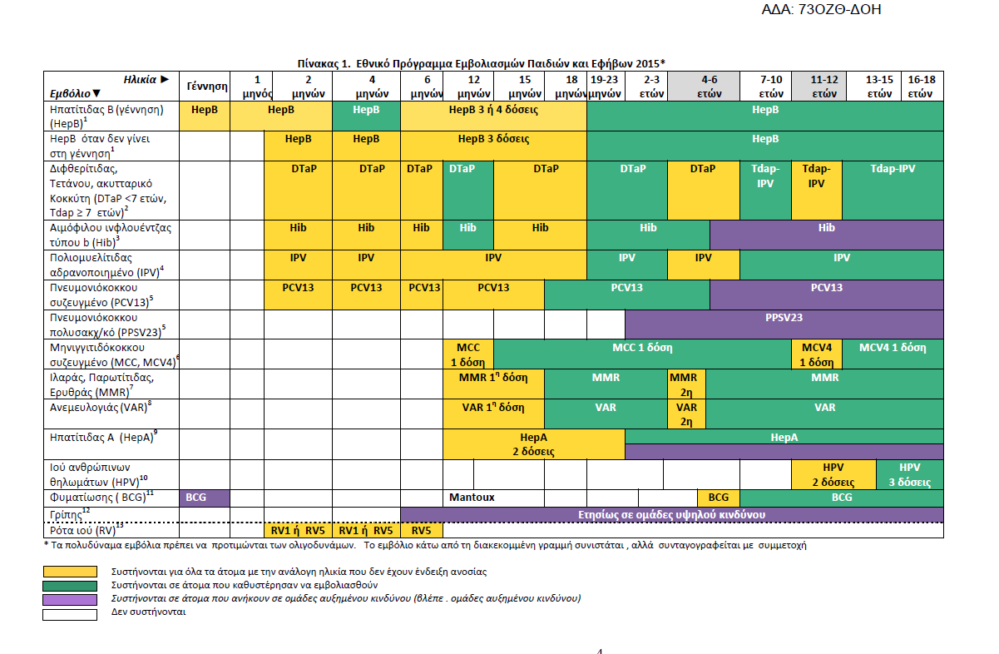 ΑΔΑ: 73ΟΖΘ-ΔΟΗ
Πίνακας 1. Εθνικό Πρόγραμμα Εμβολιασμών Παιδιών και Εφήβων 2015*
Ηλικία ► Γέννηση 1 2 4 6 12 15 18 19-23 2-3 4-6 7-10 11-12 13-15 16-18
Εμβόλιο▼ μηνός μηνών μηνών μηνών μηνών μηνών μηνών μηνών ετών ετών ετών ετών ετών ετών
Ηπατίτιδας Β (γέννηση) HepB HepB HepB HepB 3 ή 4 δόσεις HepB
(HepB)1
HepB όταν δεν γίνει HepB HepB HepB 3 δόσεις HepB
στη γέννηση1
Διφθερίτιδας, DTaP DTaP DTaP DTaP DTaP DTaP DTaP Tdap- Tdap- Tdap-IPV
Τετάνου, ακυτταρικό IPV IPV
Κοκκύτη (DTaP <7 ετών,
Tdap ≥ 7 ετών)2
Αιμόφιλου ινφλουέντζας Hib Hib Hib Hib Hib Hib Hib
τύπου b (Hib)3
Πολιομυελίτιδας IPV IPV IPV IPV IPV IPV
αδρανοποιημένο (IPV)4
Πνευμονιόκοκκου PCV13 PCV13 PCV13 PCV13 PCV13 PCV13
συζευγμένο (PCV13)5
Πνευμονιόκοκκου PPSV23
πολυσακχ/κό (PPSV23)5
Μηνιγγιτιδόκοκκου MCC MCC 1 δόση MCV4 MCV4 1 δόση
συζευγμένο (MCC, MCV4)6 1 δόση 1 δόση
Ιλαράς, Παρωτίτιδας, MMR 1η δόση MMR MMR MMR
Ερυθράς (MMR)7 2η
Ανεμευλογιάς (VAR)8 VAR 1η δόση VAR VAR VAR
2η
Ηπατίτιδας Α (HepA)9 HepA HepA
2 δόσεις
Ιού ανθρώπινων HPV HPV
θηλωμάτων (HPV)10 2 δόσεις 3 δόσεις
Φυματίωσης ( BCG)11 BCG Mantoux BCG BCG
Γρίπης12 Ετησίως σε ομάδες υψηλού κινδύνου
Ρότα ιού (RV)13 RV1 ή RV5 RV1 ή RV5 RV5
* Τα πολυδύναμα εμβόλια πρέπει να προτιμώνται των ολιγοδυνάμων. Το εμβόλιο κάτω από τη διακεκομμένη γραμμή συνιστάται , αλλά συνταγογραφείται με συμμετοχή
Συστήνονται για όλα τα άτομα με την ανάλογη ηλικία που δεν έχουν ένδειξη ανοσίας
Συστήνονται σε άτομα που καθυστέρησαν να εμβολιασθούν
Συστήνονται σε άτομα που ανήκουν σε ομάδες αυξημένου κινδύνου (βλέπε . ομάδες αυξημένου κινδύνου)
Δεν συστήνονται